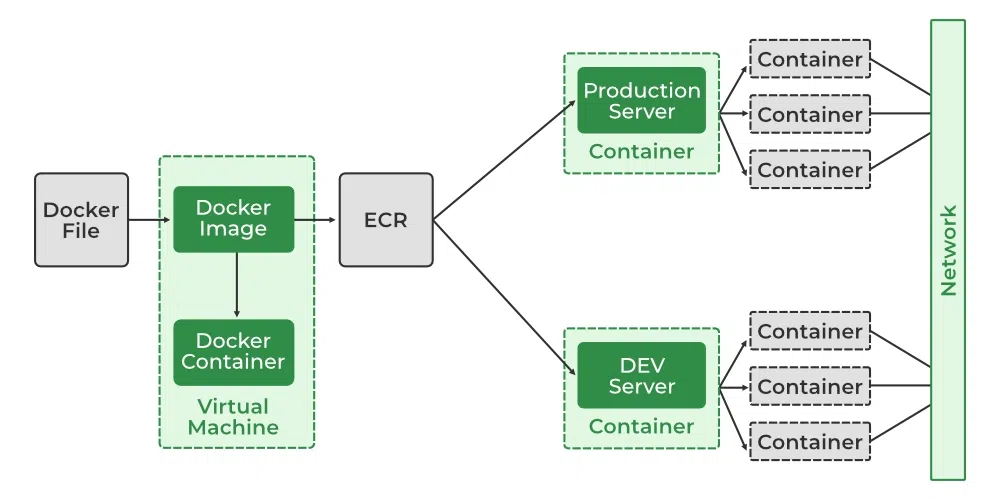 Docker
File
Docker
Image
Docker
Container
Virtual
Machine
ECR
Production
Server
Container
Container
Container
Container
DEV
Server
Container
Container
Container
Container
Network